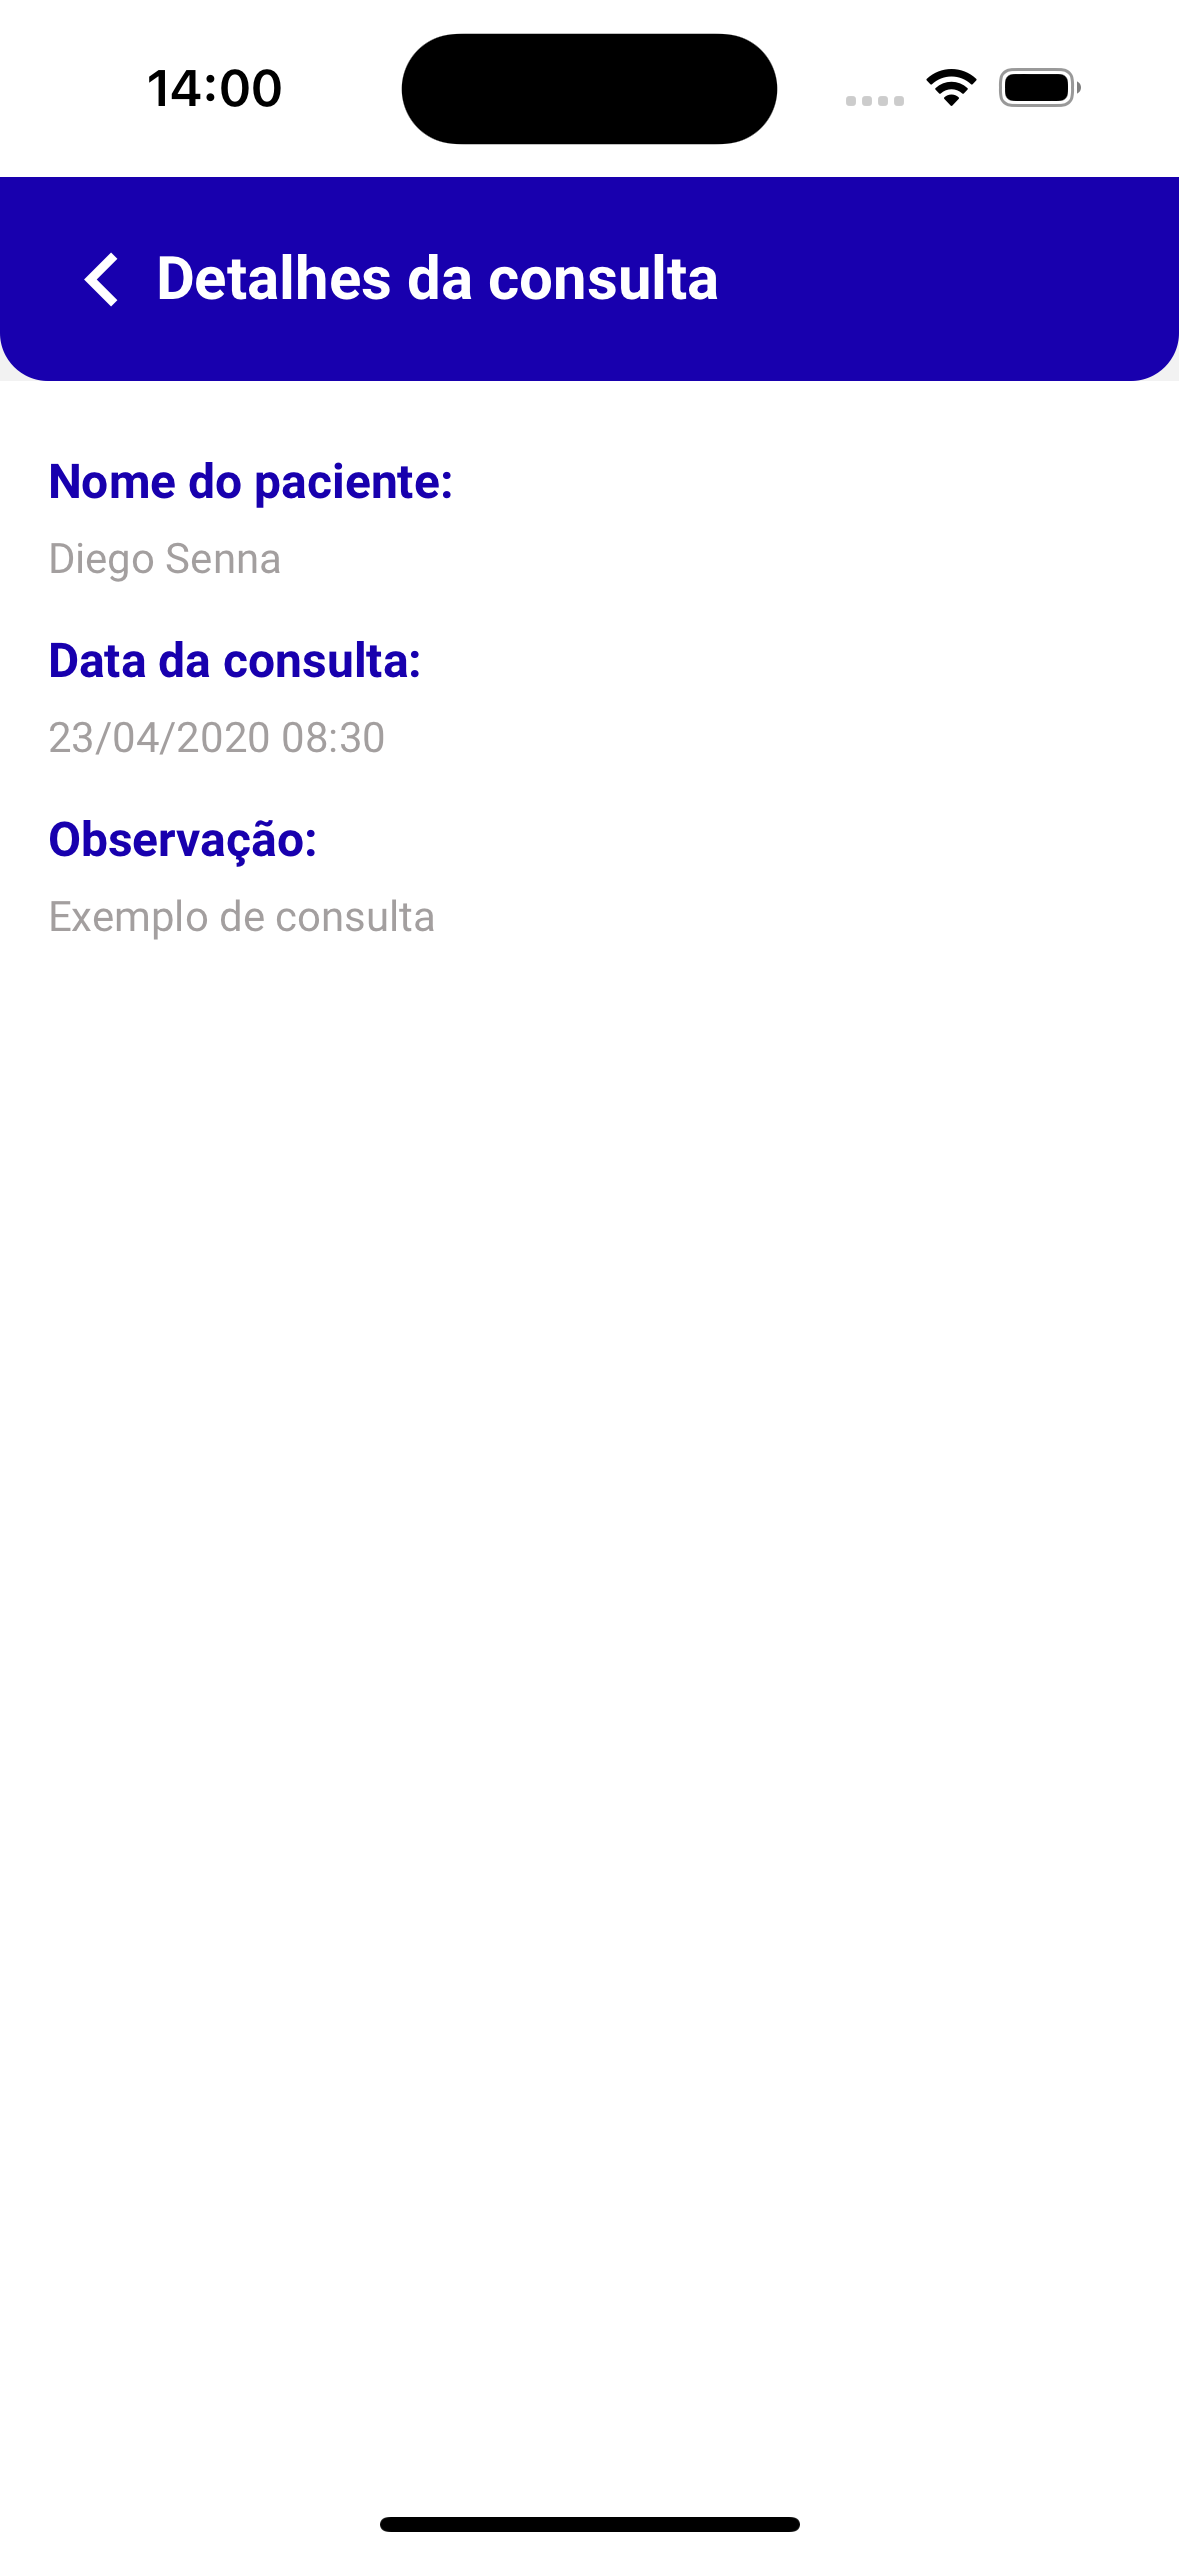 14:00
Detalhes da consulta
Nome do paciente:
Diego Senna
Data da consulta:
23/04/2020 08:30
Observação:
Exemplo de consulta